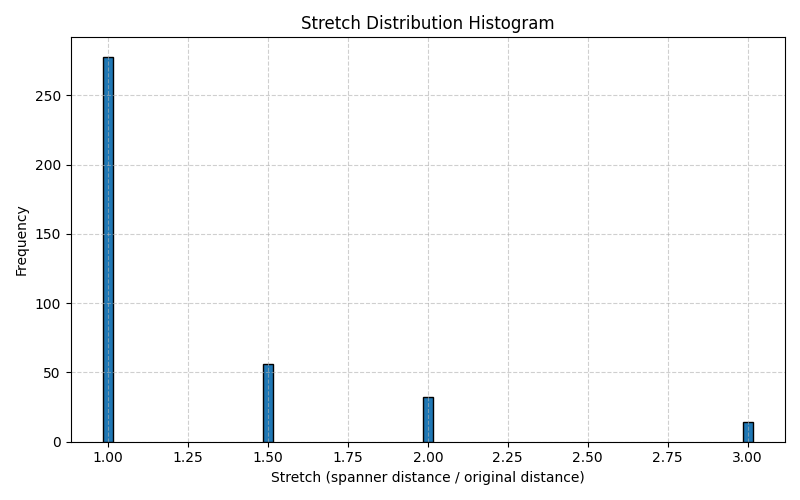 Stretch Distribution Histogram
Frequency
250
200
150
100
50
0
1.00 1.25 1.50 1.75 2.00 2.25 2.50 2.75 3.00
Stretch (spanner distance / original distance)